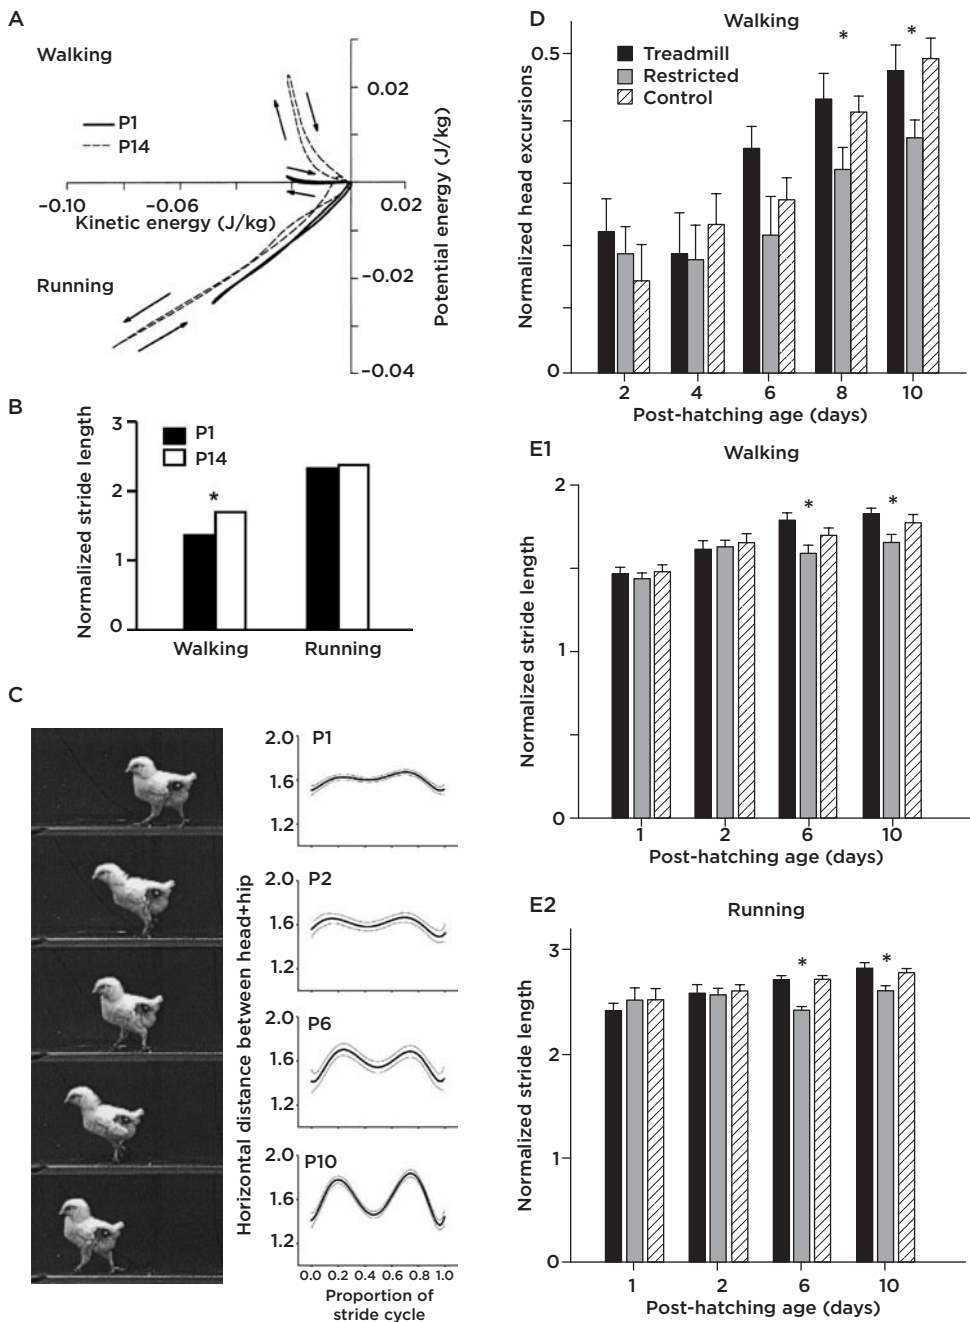 A
Walking
P1
P14
0.02
−0.10
−0.06
0.02
Kinetic energy (J/kg)
Potential energy (J/kg)
Running
−0.02
−0.04
B
Normalized stride length
3
2
1
0
P1
P14
*
Walking
Running
C
Horizontal distance between head+hip
2.0
1.6
1.2
P1
2.0
1.6
1.2
P2
2.0
1.6
1.2
P6
2.0
1.6
1.2
P10
0.0 0.2 0.4 0.6 0.8 1.0
Proportion of
stride cycle
D
Walking
Normalized head excursions
0.5
0
Treadmill
Restricted
Control
* *
2 4 6 8 10
Post-hatching age (days)
E1
Walking
Normalized stride length
2
1
0
* *
1 2 6 10
Post-hatching age (days)
E2
Running
Normalized stride length
3
2
1
0
* *
1 2 6 10
Post-hatching age (days)